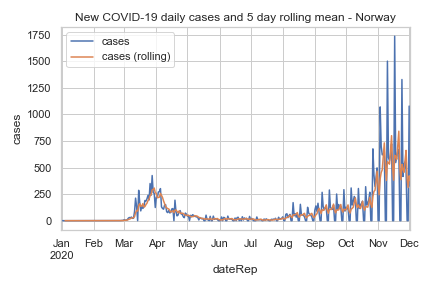 New COVID-19 daily cases and 5 day rolling mean - Norway
cases
cases (rolling)
1750
1500
1250
1000
750
500
250
0
cases
Jan Feb Mar Apr May Jun Jul Aug Sep Oct Nov Dec
2020
dateRep